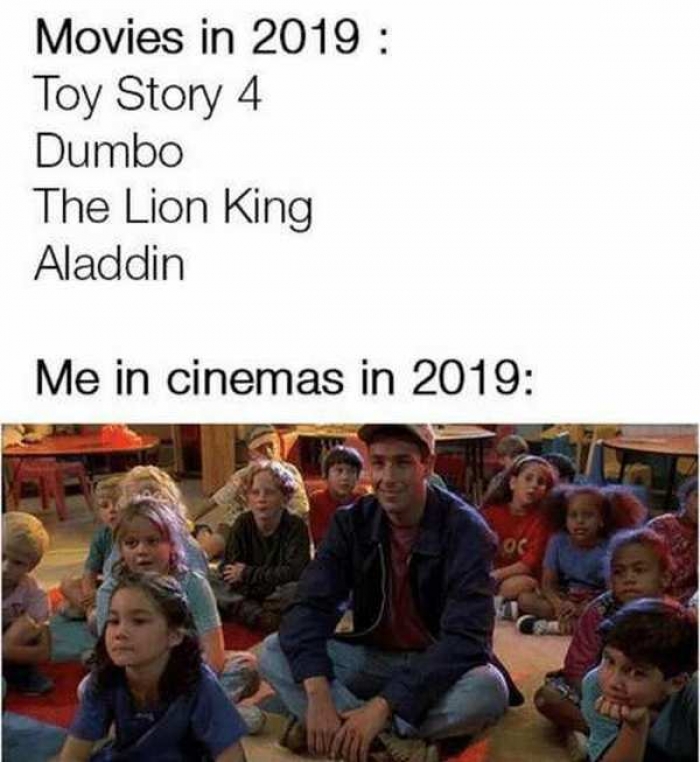 Movies in 2019 :
Toy Story 4
Dumbo
The Lion King
Aladdin
Me in cinemas in 2019: